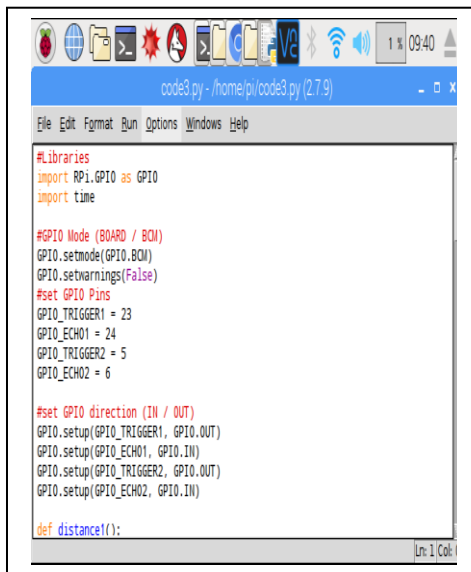 1 % 09:40
code3.py - /home/pi/code3.py (2.7.9)
File Edit Format Run Options Windows Help
#Libraries
import RPi.GPIO as GPIO
import time
#GPIO Mode (BOARD / BCM)
GPIO.setmode(GPIO.BCM)
GPIO.setwarnings(False)
#set GPIO Pins
GPIO_TRIGGER1 = 23
GPIO_ECHO1 = 24
GPIO_TRIGGER2 = 5
GPIO_ECHO2 = 6
#set GPIO direction (IN / OUT)
GPIO.setup(GPIO_TRIGGER1, GPIO.OUT)
GPIO.setup(GPIO_ECHO1, GPIO.IN)
GPIO.setup(GPIO_TRIGGER2, GPIO.OUT)
GPIO.setup(GPIO_ECHO2, GPIO.IN)
def distance1():
Ln: 1 Col: